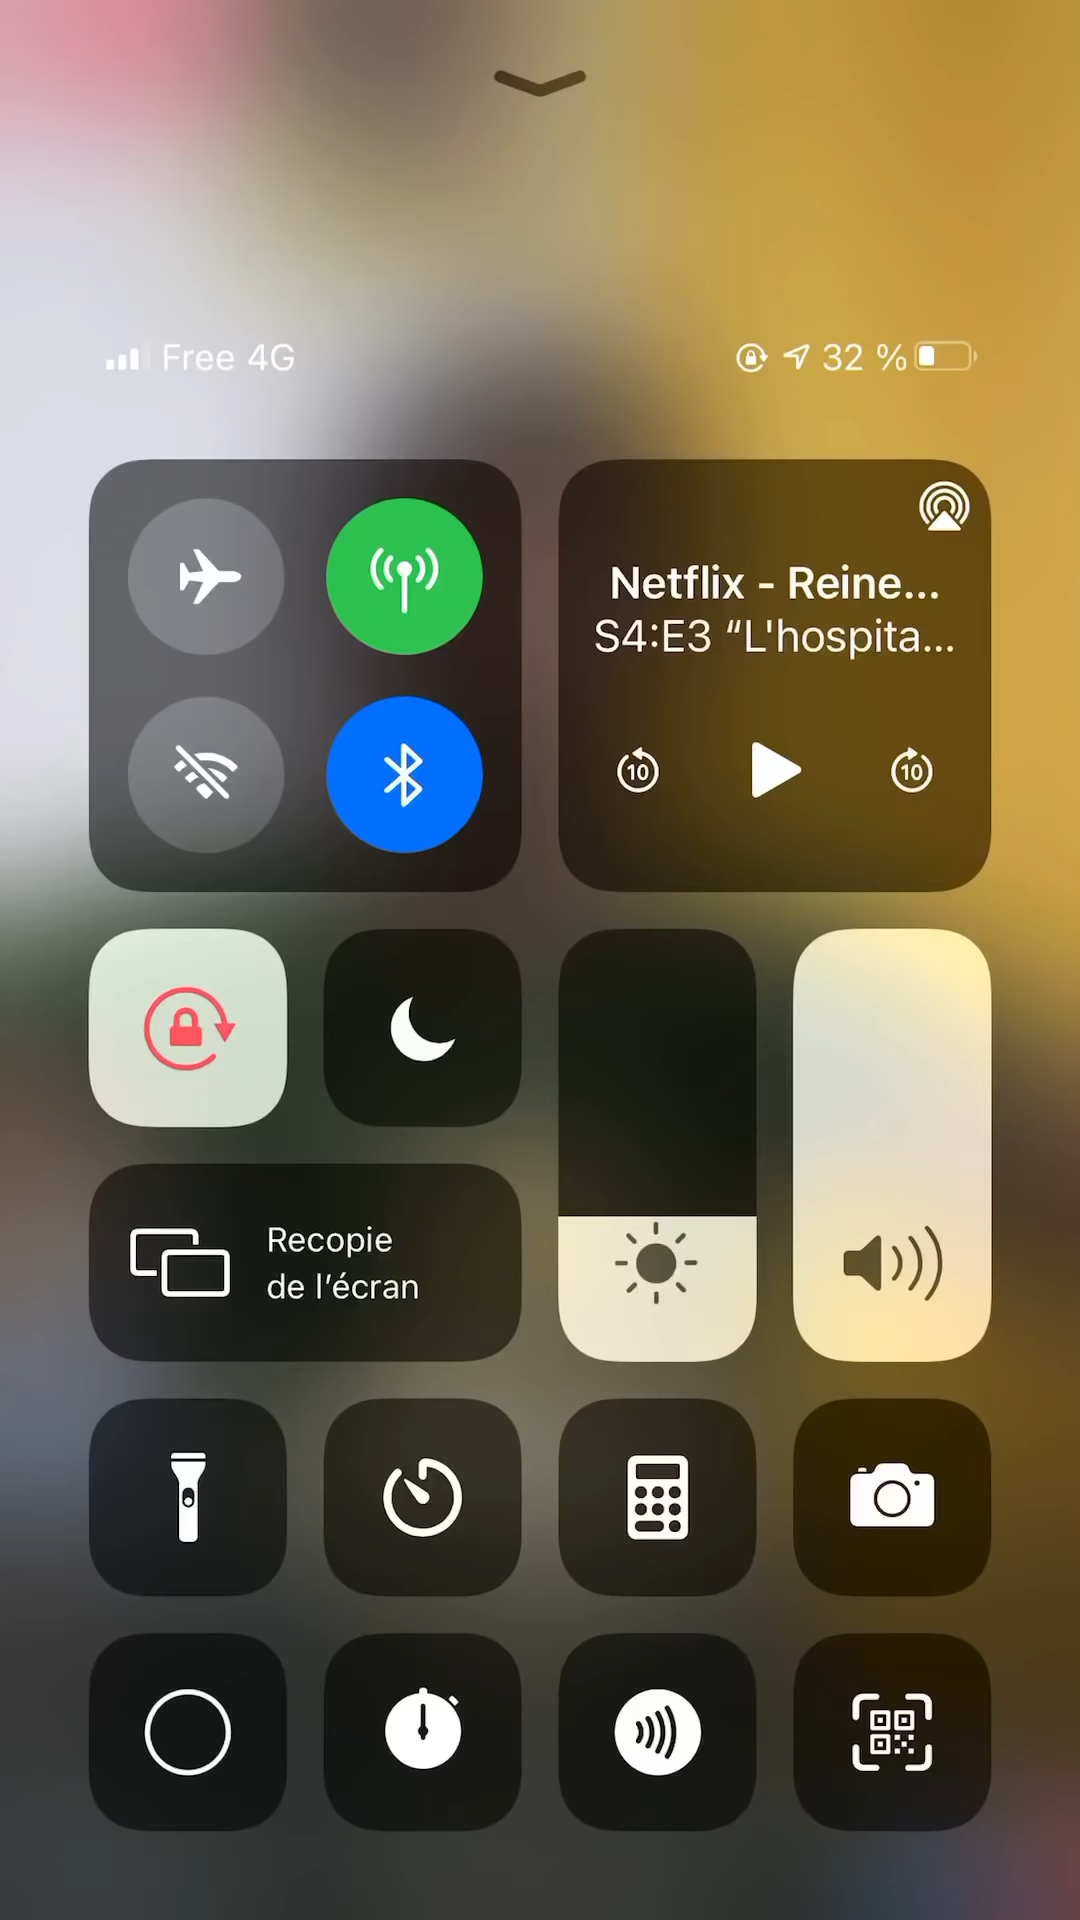 Free 4G
32 %
Netflix - Reine...
S4:E3 “L'hospita...
10
10
Recopie
de l’écran